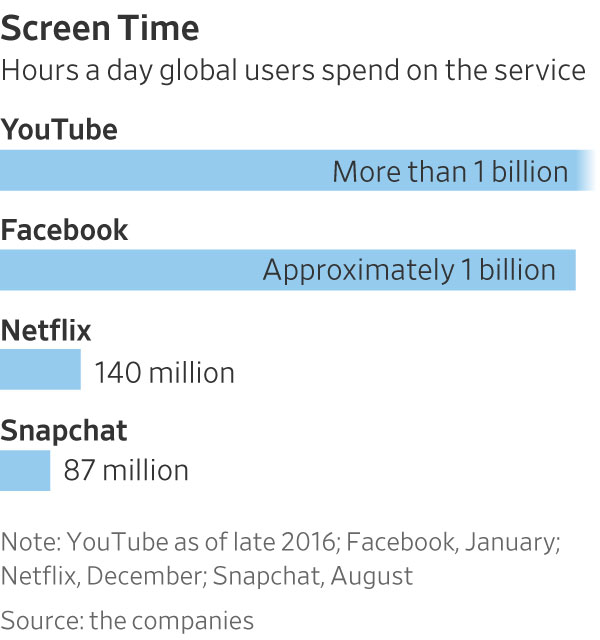 Screen Time
Hours a day global users spend on the service
YouTube
More than 1 billion
Facebook
Approximately 1 billion
Netflix
140 million
Snapchat
87 million
Note: YouTube as of late 2016; Facebook, January;
Netflix, December; Snapchat, August
Source: the companies